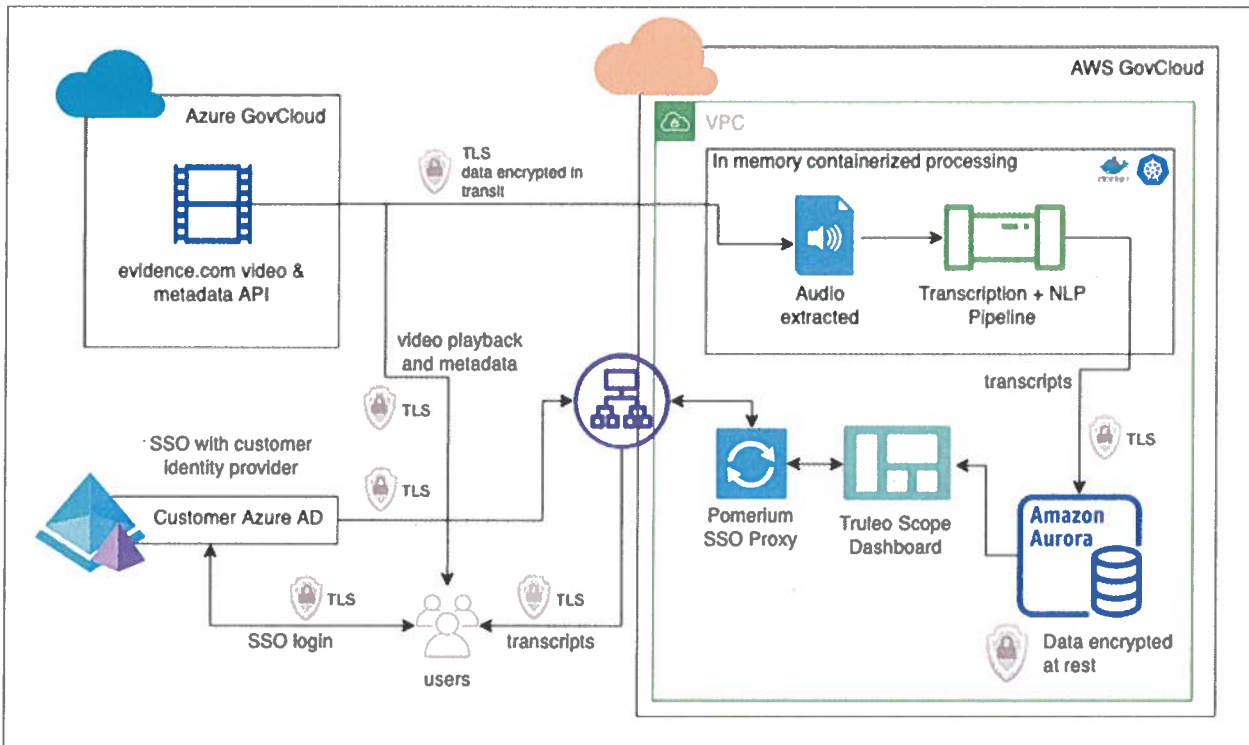 Azure GovCloud
evidence.com video &
metadata API
TLS
data encrypted in
transit
AWS GovCloud
VPC
In memory containerized processing
Audio
extracted
Transcription + NLP
Pipeline
video playback
and metadata
TLS
transcripts
TLS
SSO with customer
identity provider
TLS
Customer Azure AD
Pomerium
SSO Proxy
Truleo Scope
Dashboard
Amazon
Aurora
TLS
SSO login
TLS
transcripts
users
Data encrypted
at rest